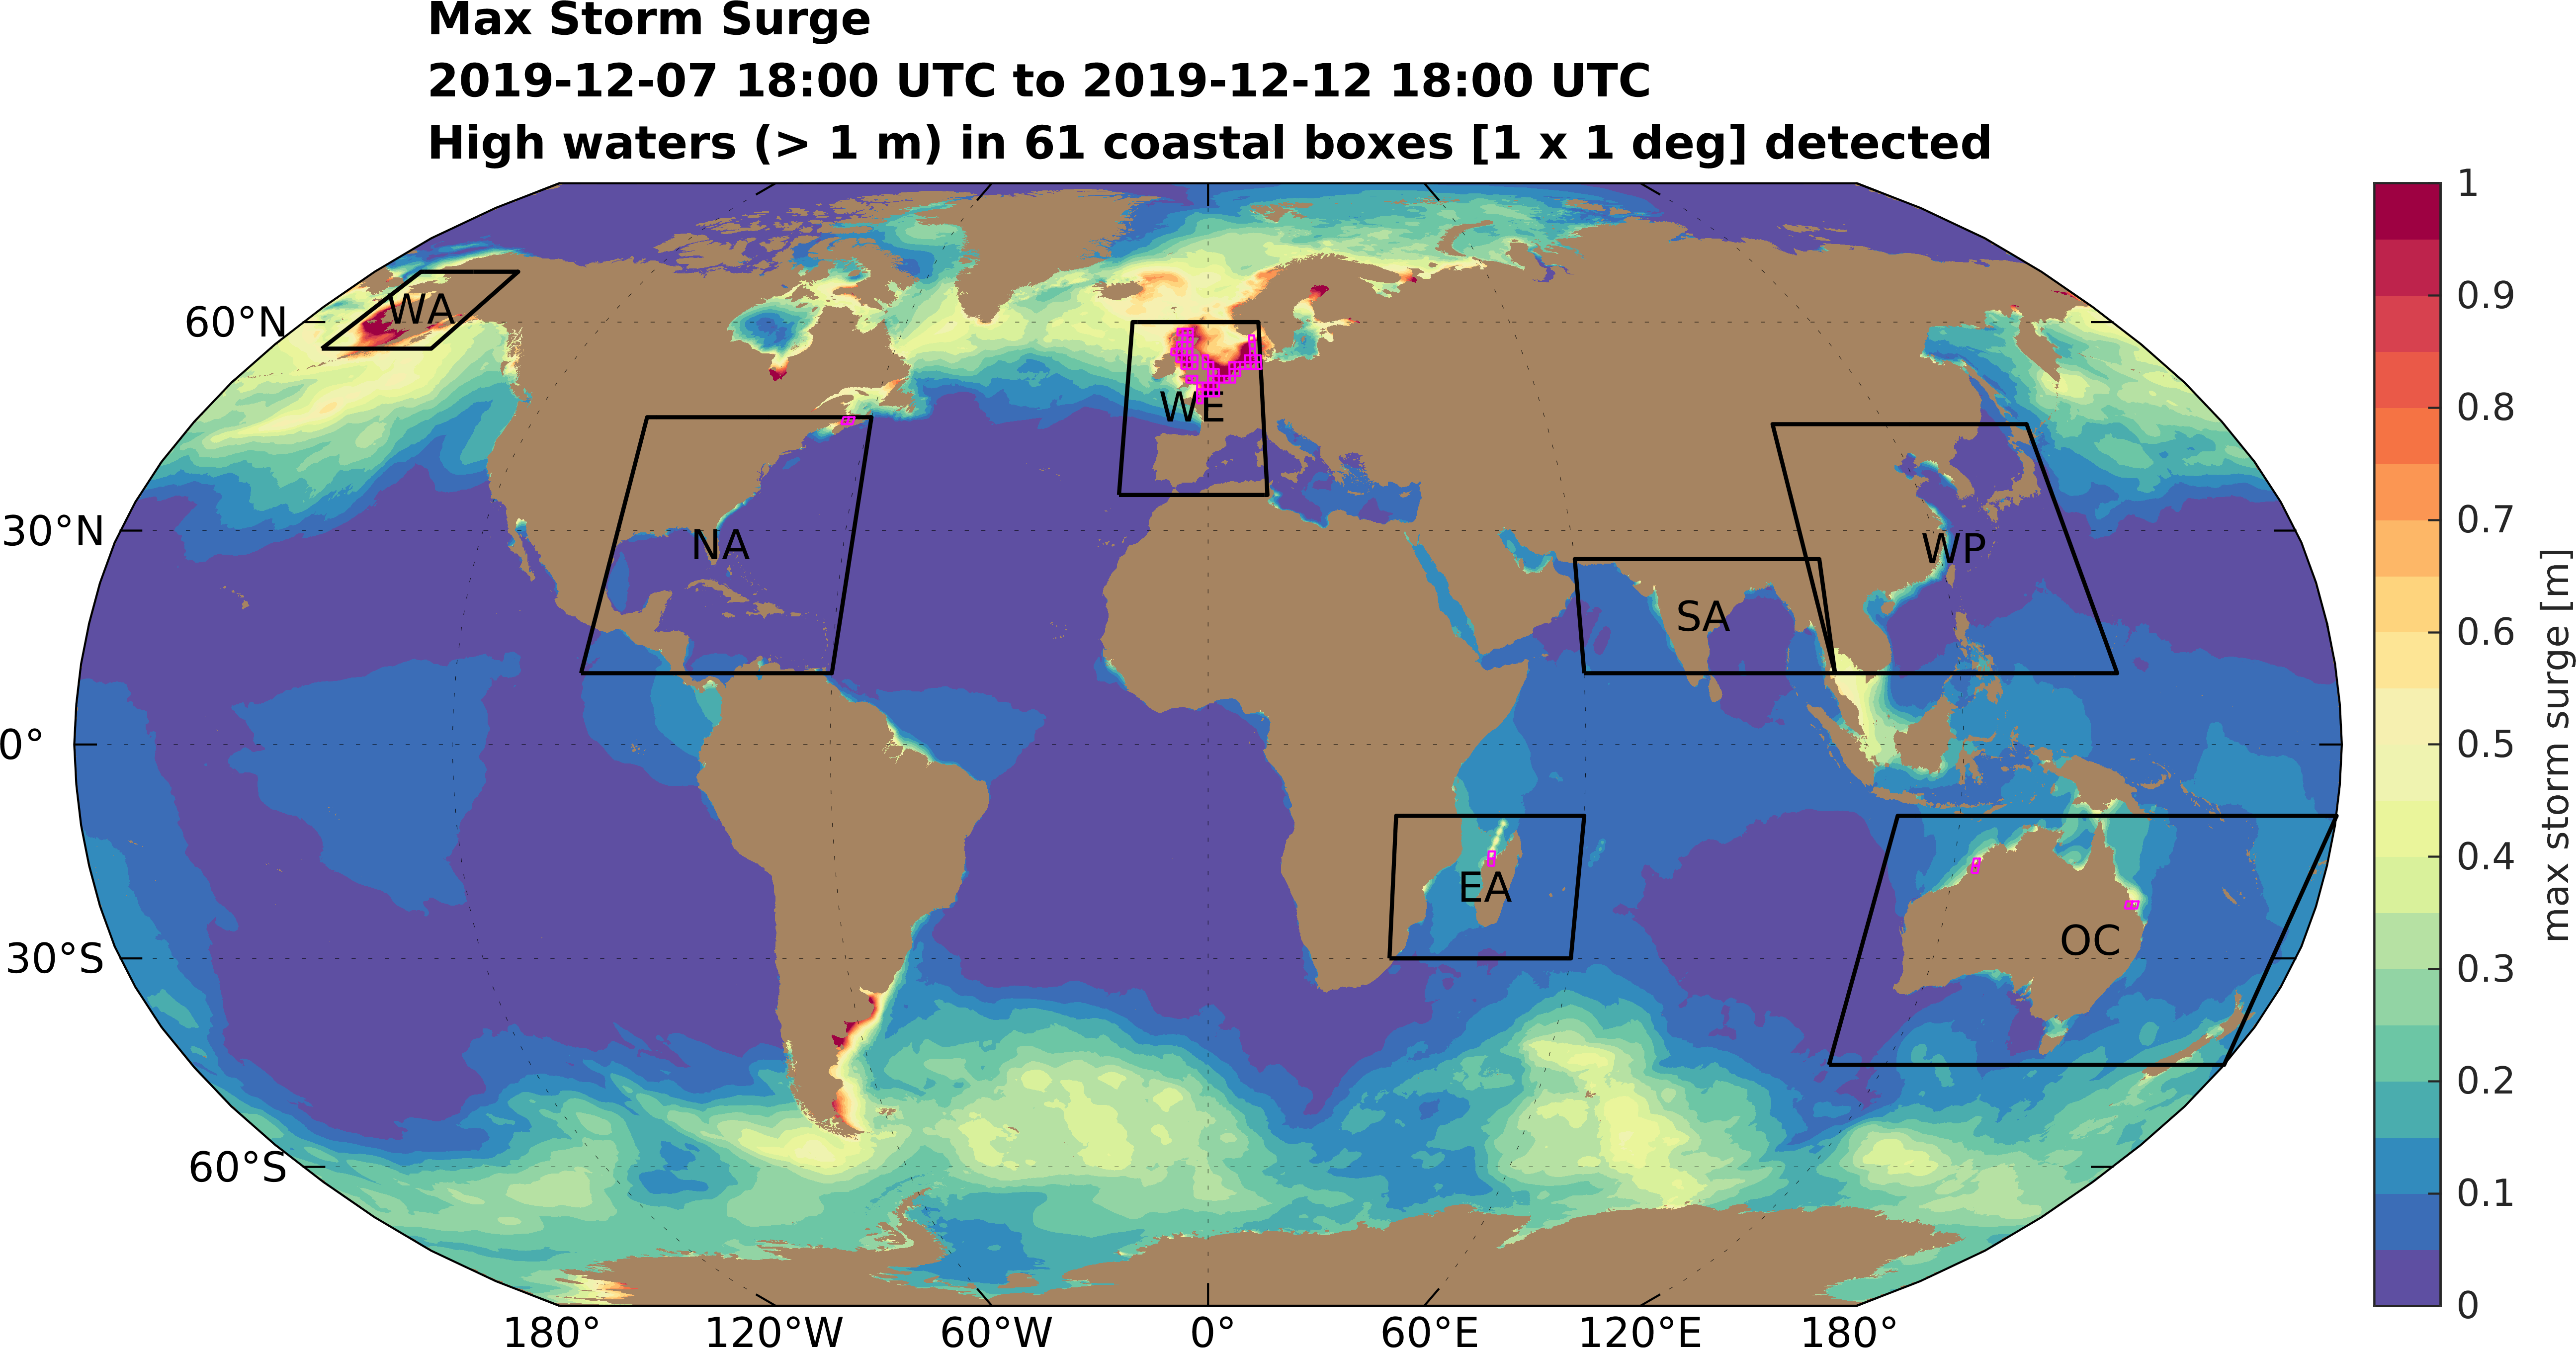 Max Storm Surge
2019-12-07 18:00 UTC to 2019-12-12 18:00 UTC
High waters (> 1 m) in 61 coastal boxes [1 x 1 deg] detected
60°N
30°N
0°
30°S
60°S
180°
120°W
60°W
0°
60°E
120°E
180°
WA
NA
WE
SA
WP
EA
OC
1
0.9
0.8
0.7
0.6
0.5
0.4
0.3
0.2
0.1
0
max storm surge [m]